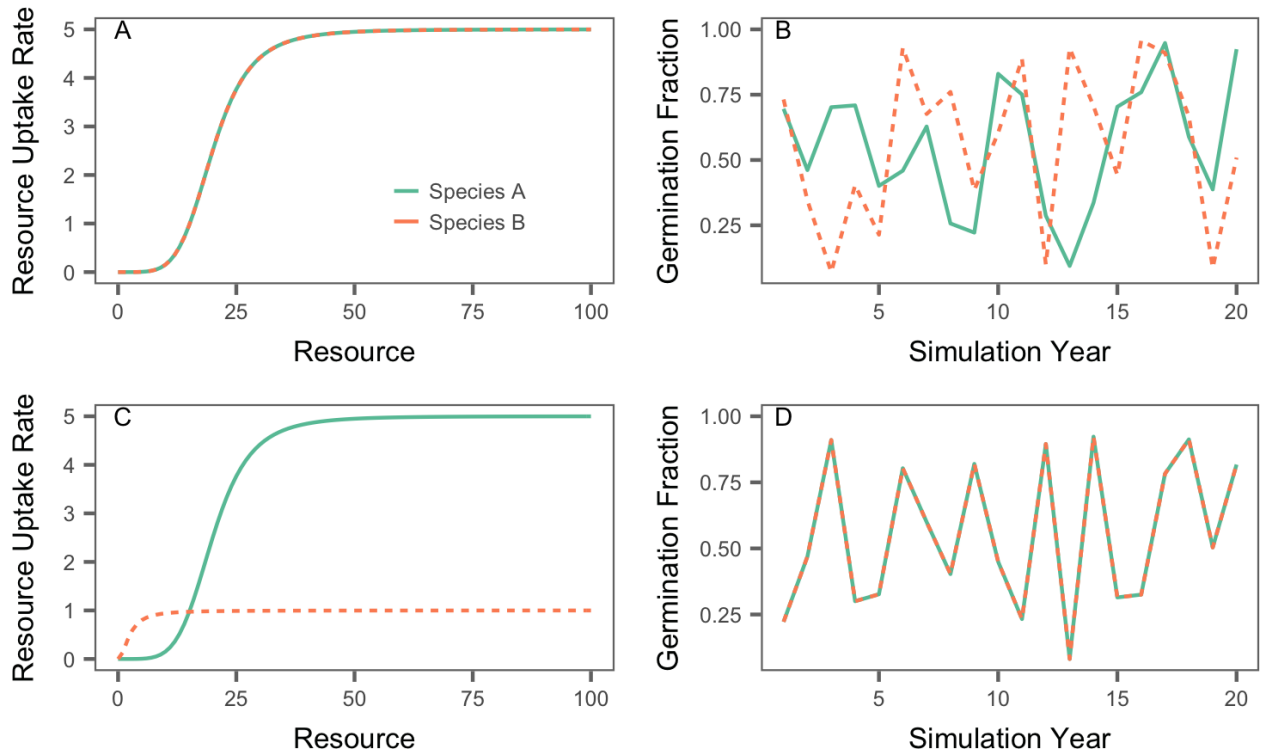 A
Resource Uptake Rate
5
4
3
2
1
0
Species A
Species B
0 25 50 75 100
Resource
B
Germination Fraction
1.00
0.75
0.50
0.25
5 10 15 20
Simulation Year
C
Resource Uptake Rate
5
4
3
2
1
0
0 25 50 75 100
Resource
D
Germination Fraction
1.00
0.75
0.50
0.25
5 10 15 20
Simulation Year